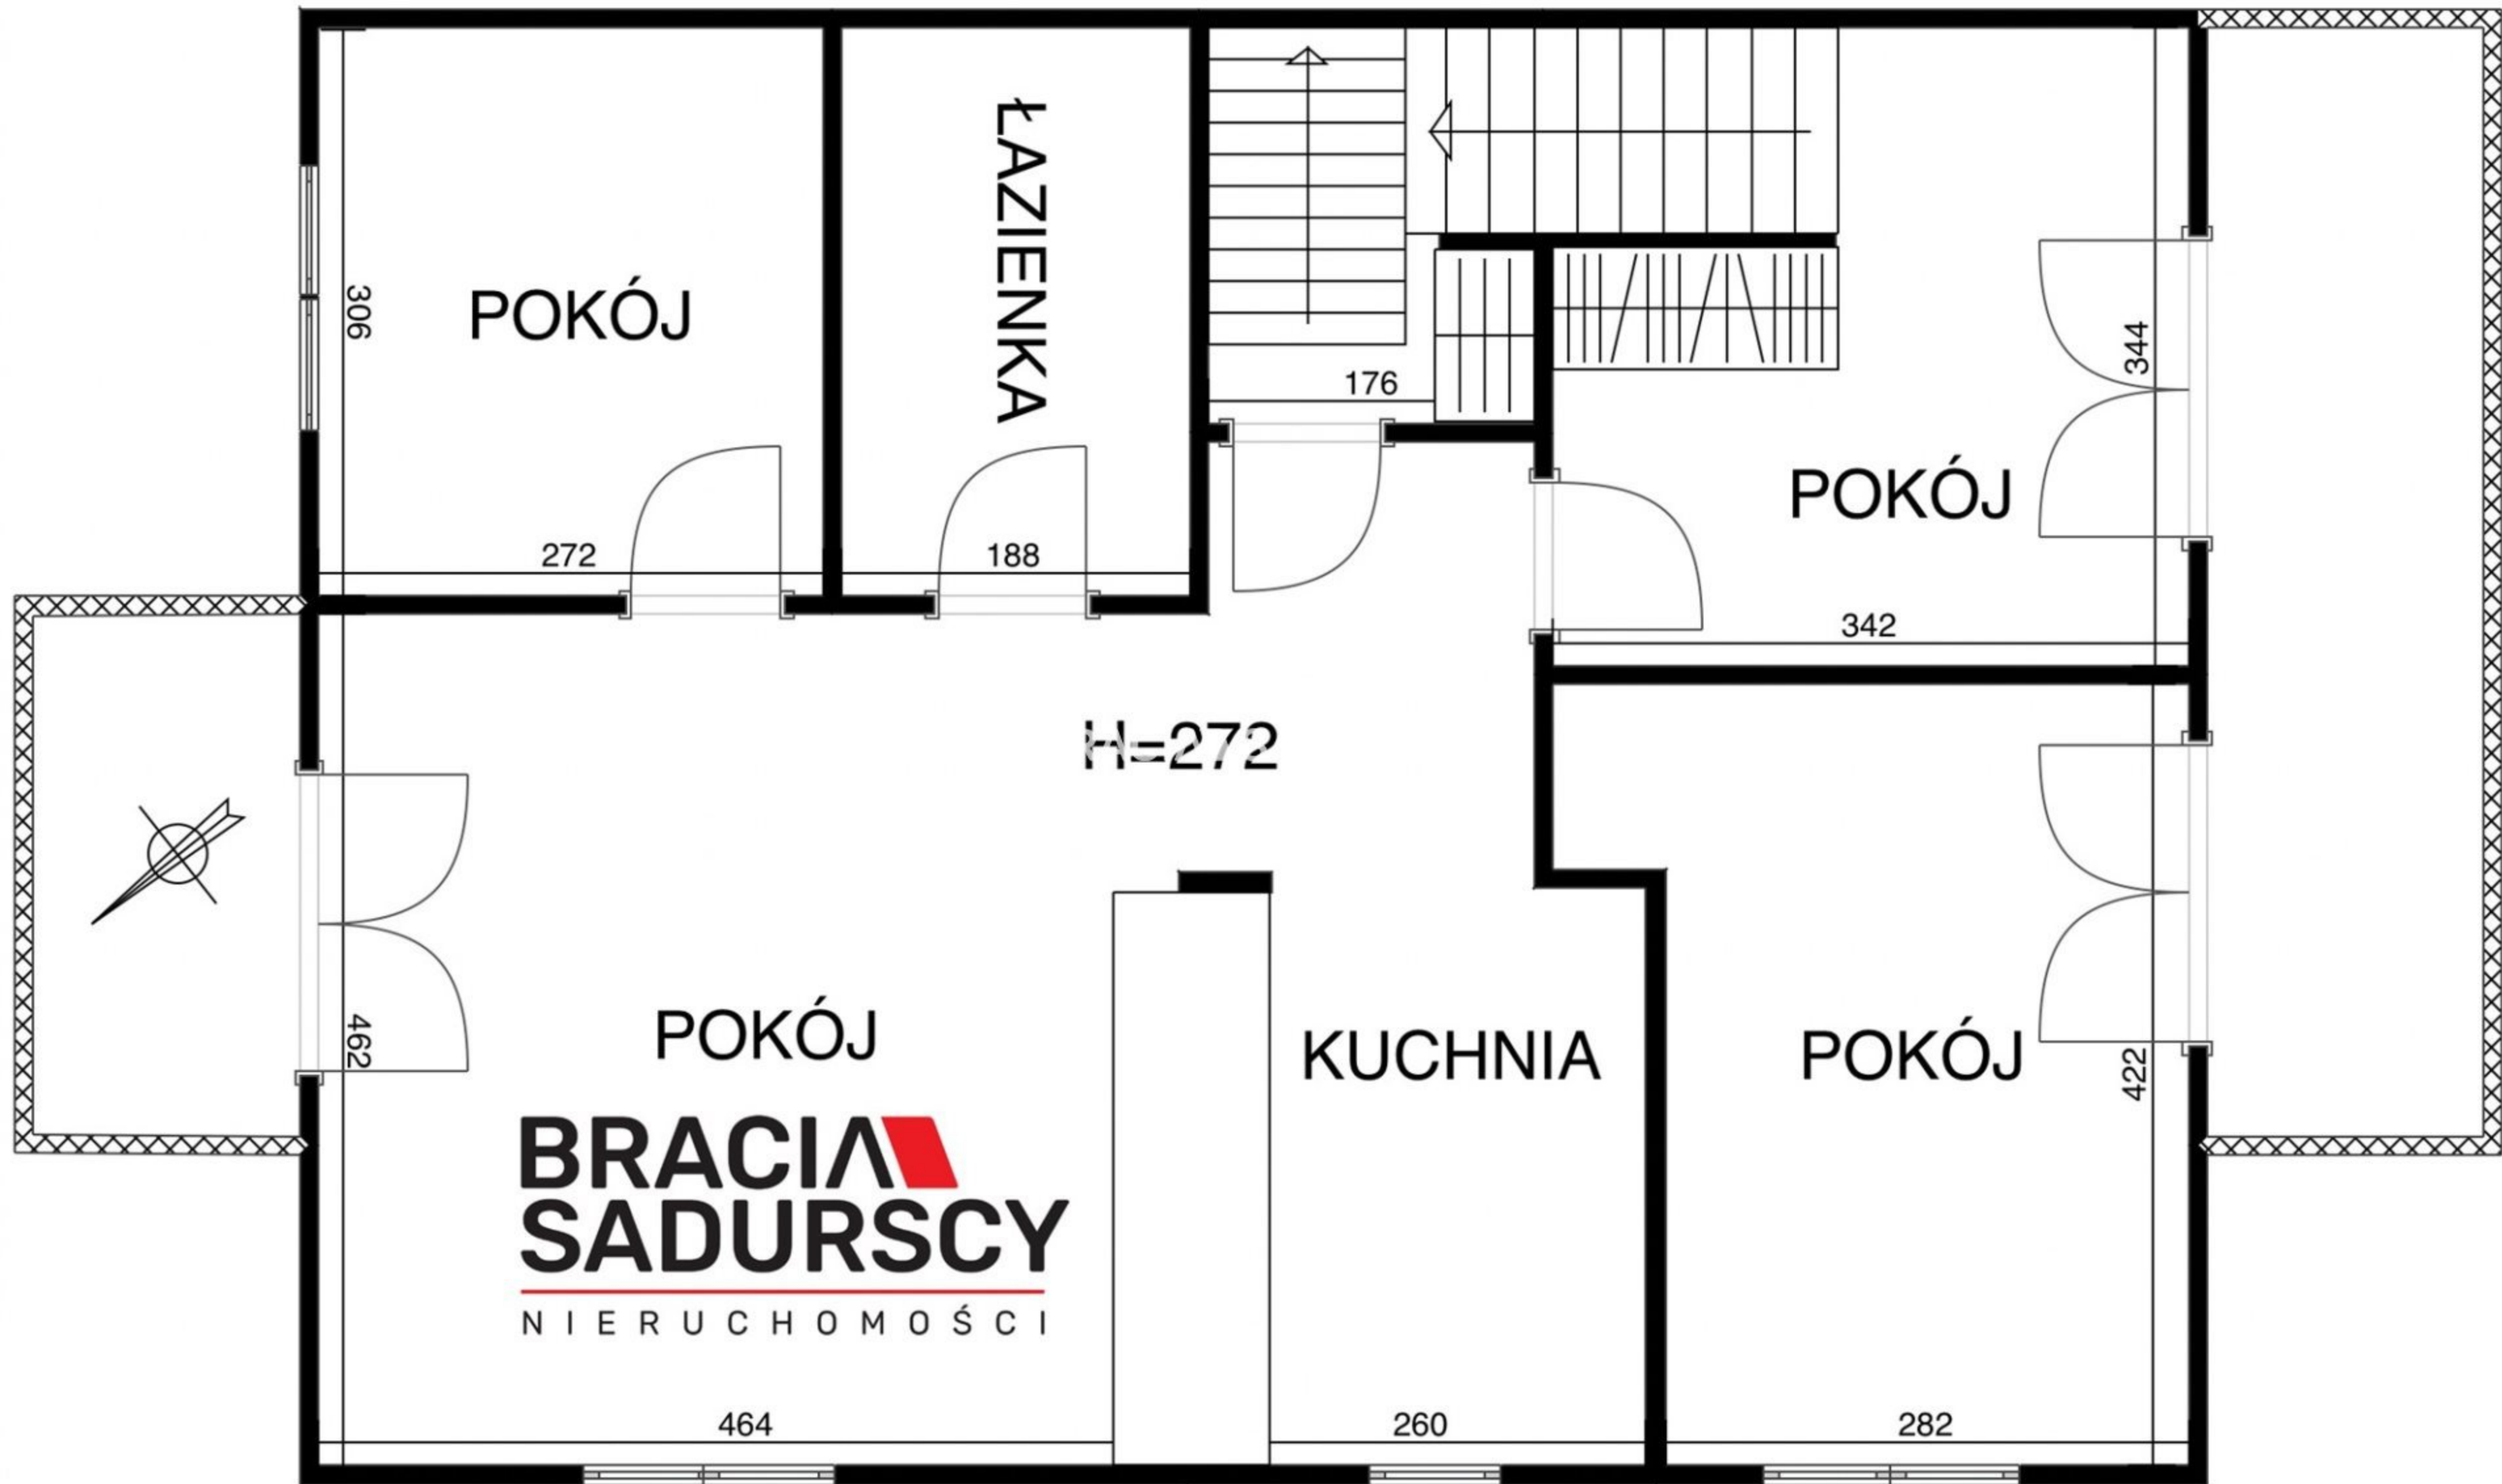 POKÓJ
306
272
ŁAZIENKA
188
176
POKÓJ
344
342
H=272
POKÓJ
462
464
KUCHNIA
260
POKÓJ
422
282
BRACIA
SADURSCY
NIERUCHOMOŚCI